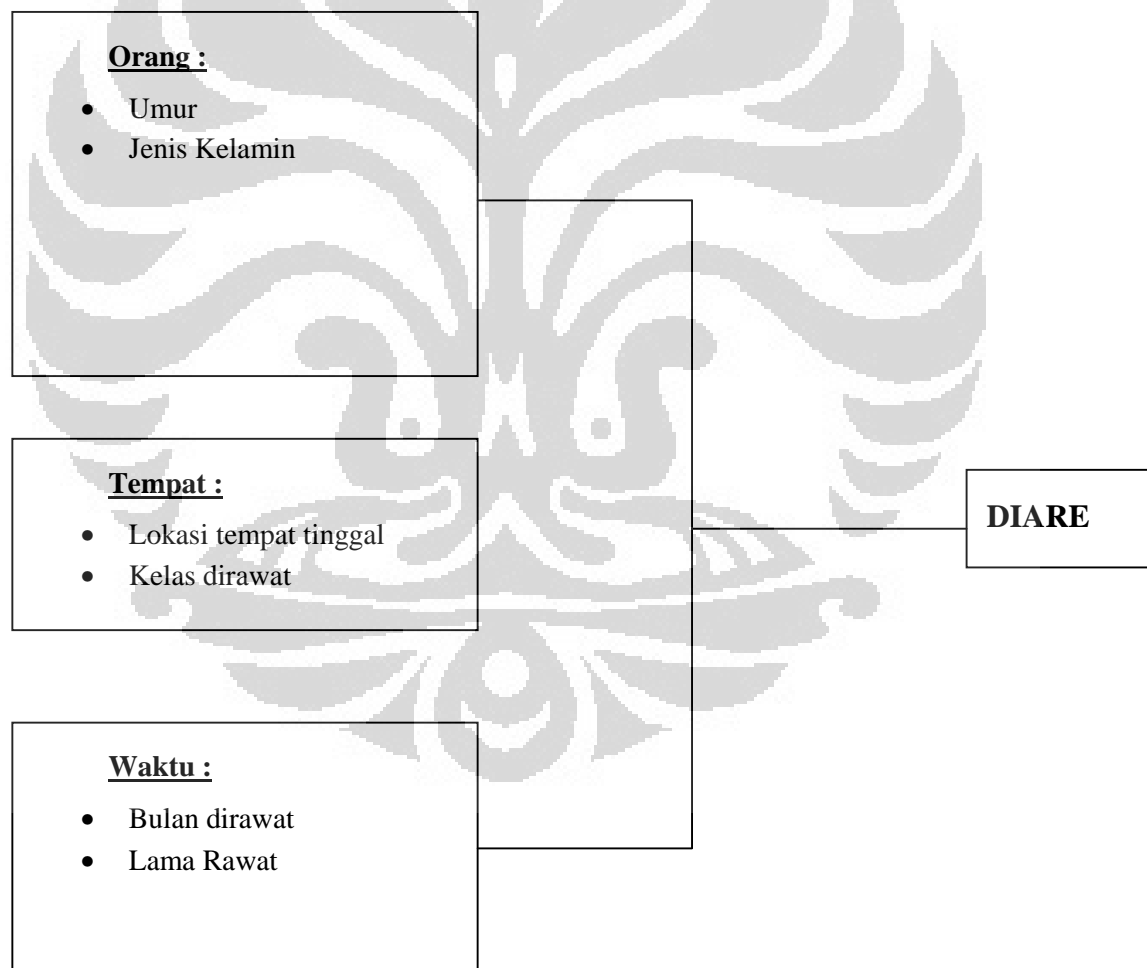 Orang :
• Umur
• Jenis Kelamin
Tempat :
• Lokasi tempat tinggal
• Kelas dirawat
DIARE
Waktu :
• Bulan dirawat
• Lama Rawat